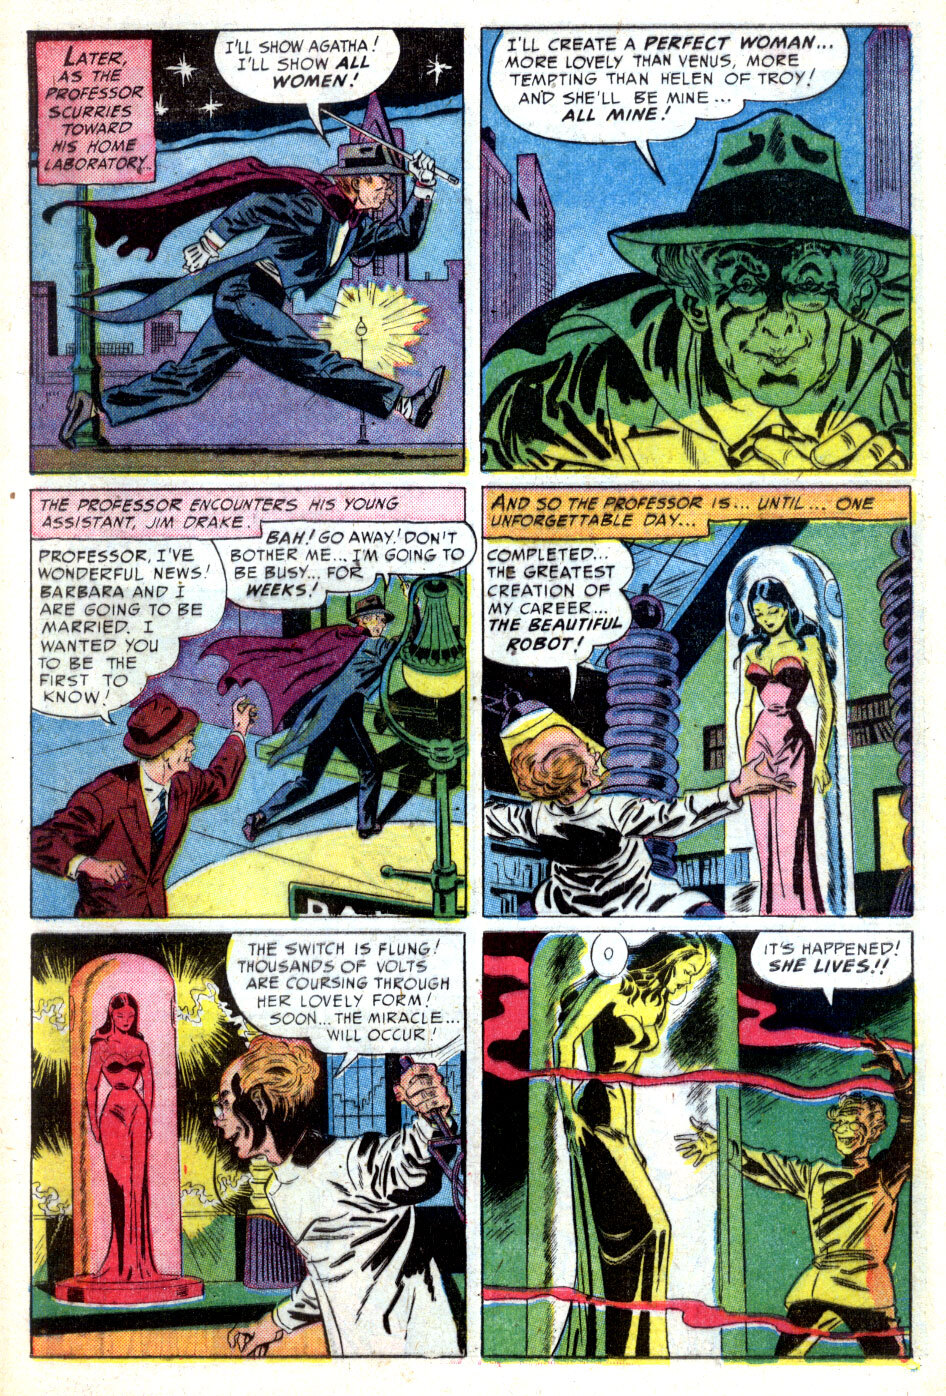 LATER,
AS THE
PROFESSOR
SCURRIES
TOWARD
HIS HOME
LABORATORY...
I'LL SHOW AGATHA!
I'LL SHOW ALL
WOMEN!
I'LL CREATE A PERFECT WOMAN...
MORE LOVELY THAN VENUS, MORE
TEMPTING THAN HELEN OF TROY!
AND SHE'LL BE MINE...
ALL MINE!
THE PROFESSOR ENCOUNTERS HIS YOUNG
ASSISTANT, JIM DRAKE.
PROFESSOR, I'VE
WONDERFUL NEWS!
BARBARA AND I
ARE GOING TO BE
MARRIED. I
WANTED YOU
TO BE THE
FIRST TO
KNOW!
BAH! GO AWAY! DON'T
BOTHER ME... I'M GOING TO
BE BUSY... FOR
WEEKS!
AND SO THE PROFESSOR IS... UNTIL... ONE
UNFORGETTABLE DAY...
COMPLETED...
THE GREATEST
CREATION OF
MY CAREER...
THE BEAUTIFUL
ROBOT!
THE SWITCH IS FLUNG!
THOUSANDS OF VOLTS
ARE COURSING THROUGH
HER LOVELY FORM!
SOON... THE MIRACLE...
WILL OCCUR!
O
IT'S HAPPENED!
SHE LIVES!!